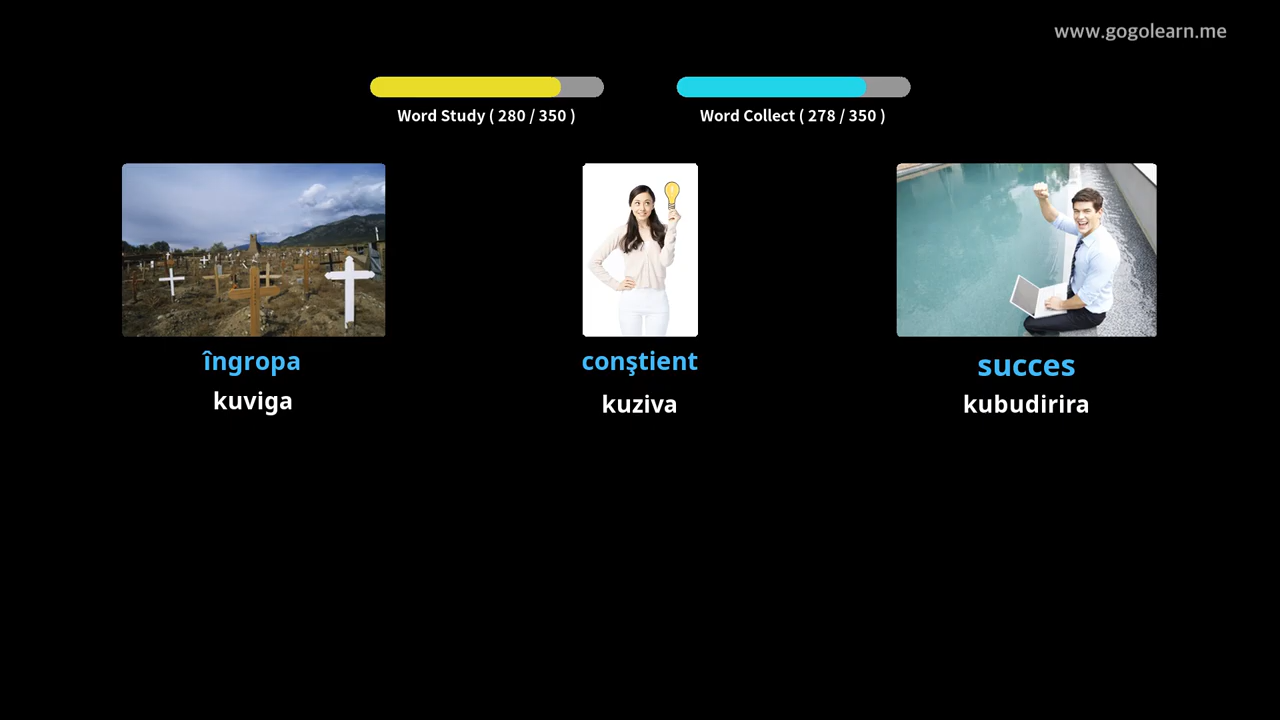 www.gogolearn.me
Word Study ( 280 / 350 )
Word Collect ( 278 / 350 )
îngropa
conştient
succes
kuviga
kuziva
kubudirira